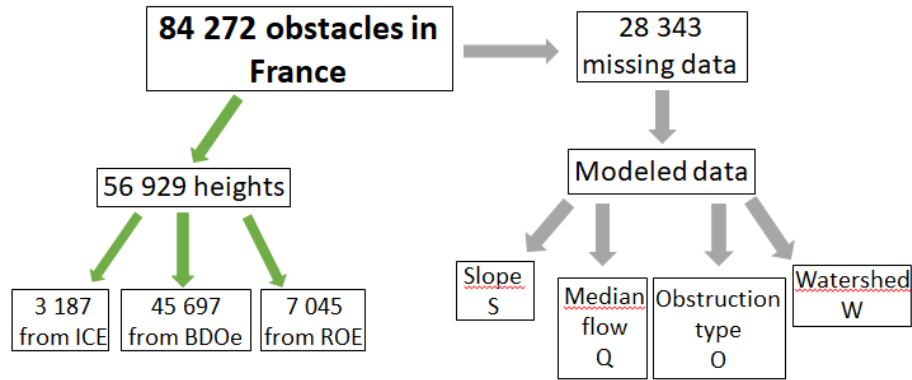 84 272 obstacles in
France
28 343
missing data
56 929 heights
Modeled data
3 187
from ICE
45 697
from BDOe
7 045
from ROE
Slope
S
Median
flow
Q
Obstruction
type
O
Watershed
W